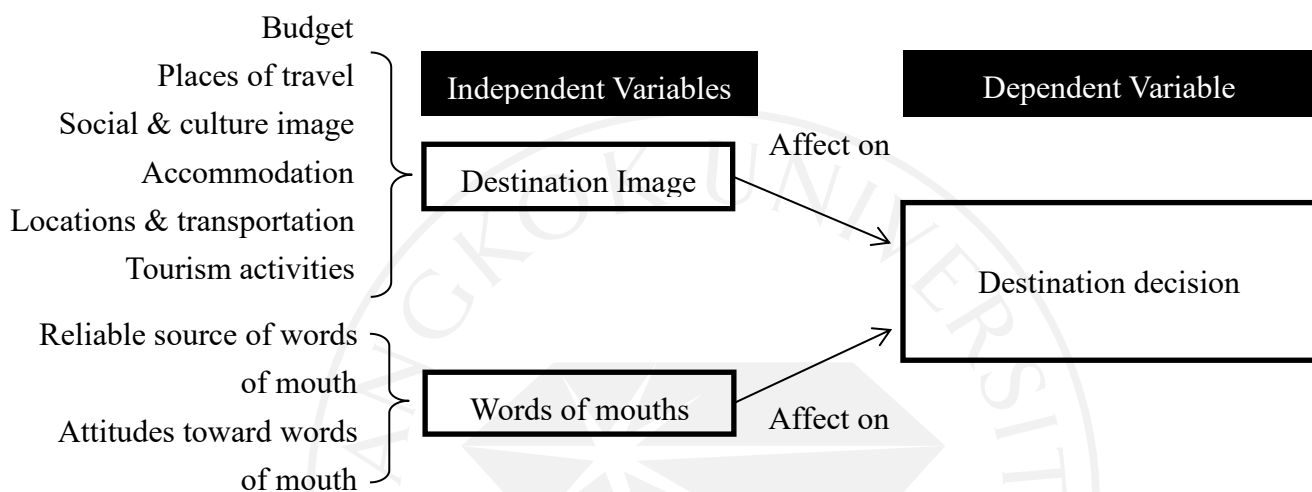 Budget
Places of travel
Social & culture image
Accommodation
Locations & transportation
Tourism activities
Reliable source of words
of mouth
Attitudes toward words
of mouth
Independent Variables
Destination Image
Words of mouths
Affect on
Affect on
Dependent Variable
Destination decision
ANGKOK UNIVERSIT